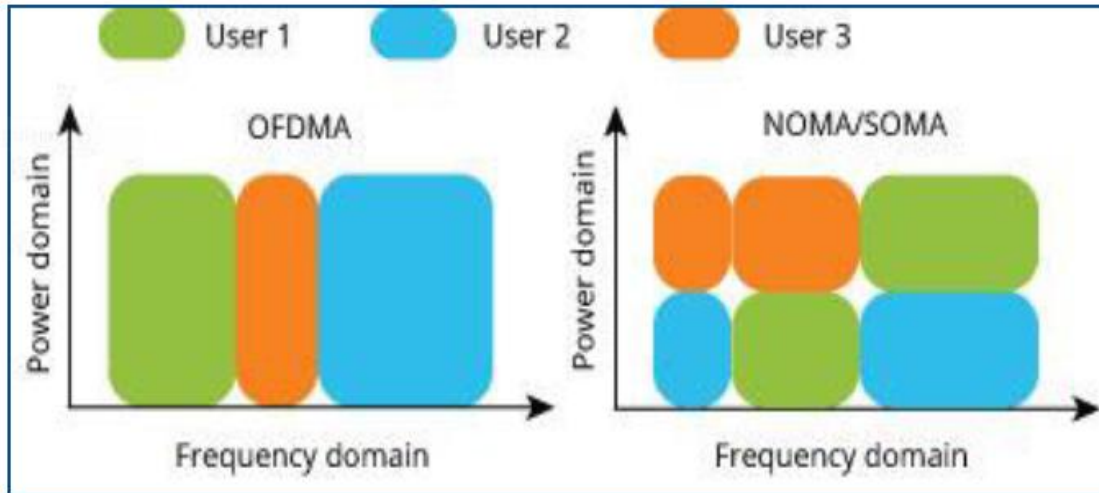 User 1 User 2 User 3
OFDMA
Power domain
Frequency domain
NOMA/SOMA
Power domain
Frequency domain